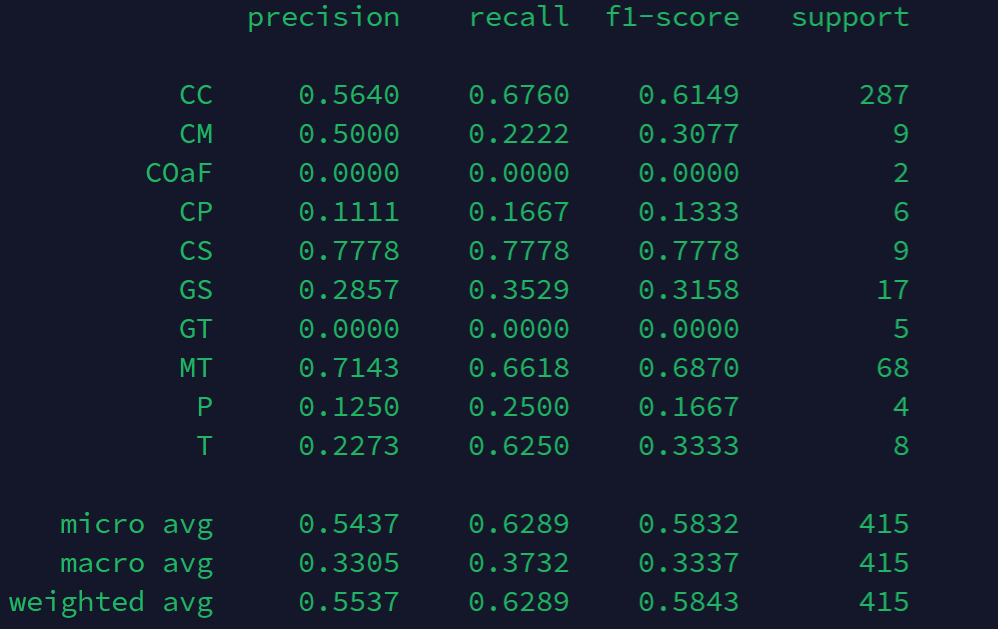 precision recall f1-score support
CC 0.5640 0.6760 0.6149 287
CM 0.5000 0.2222 0.3077 9
COaF 0.0000 0.0000 0.0000 2
CP 0.1111 0.1667 0.1333 6
CS 0.7778 0.7778 0.7778 9
GS 0.2857 0.3529 0.3158 17
GT 0.0000 0.0000 0.0000 5
MT 0.7143 0.6618 0.6870 68
P 0.1250 0.2500 0.1667 4
T 0.2273 0.6250 0.3333 8
micro avg 0.5437 0.6289 0.5832 415
macro avg 0.3305 0.3732 0.3337 415
weighted avg 0.5537 0.6289 0.5843 415